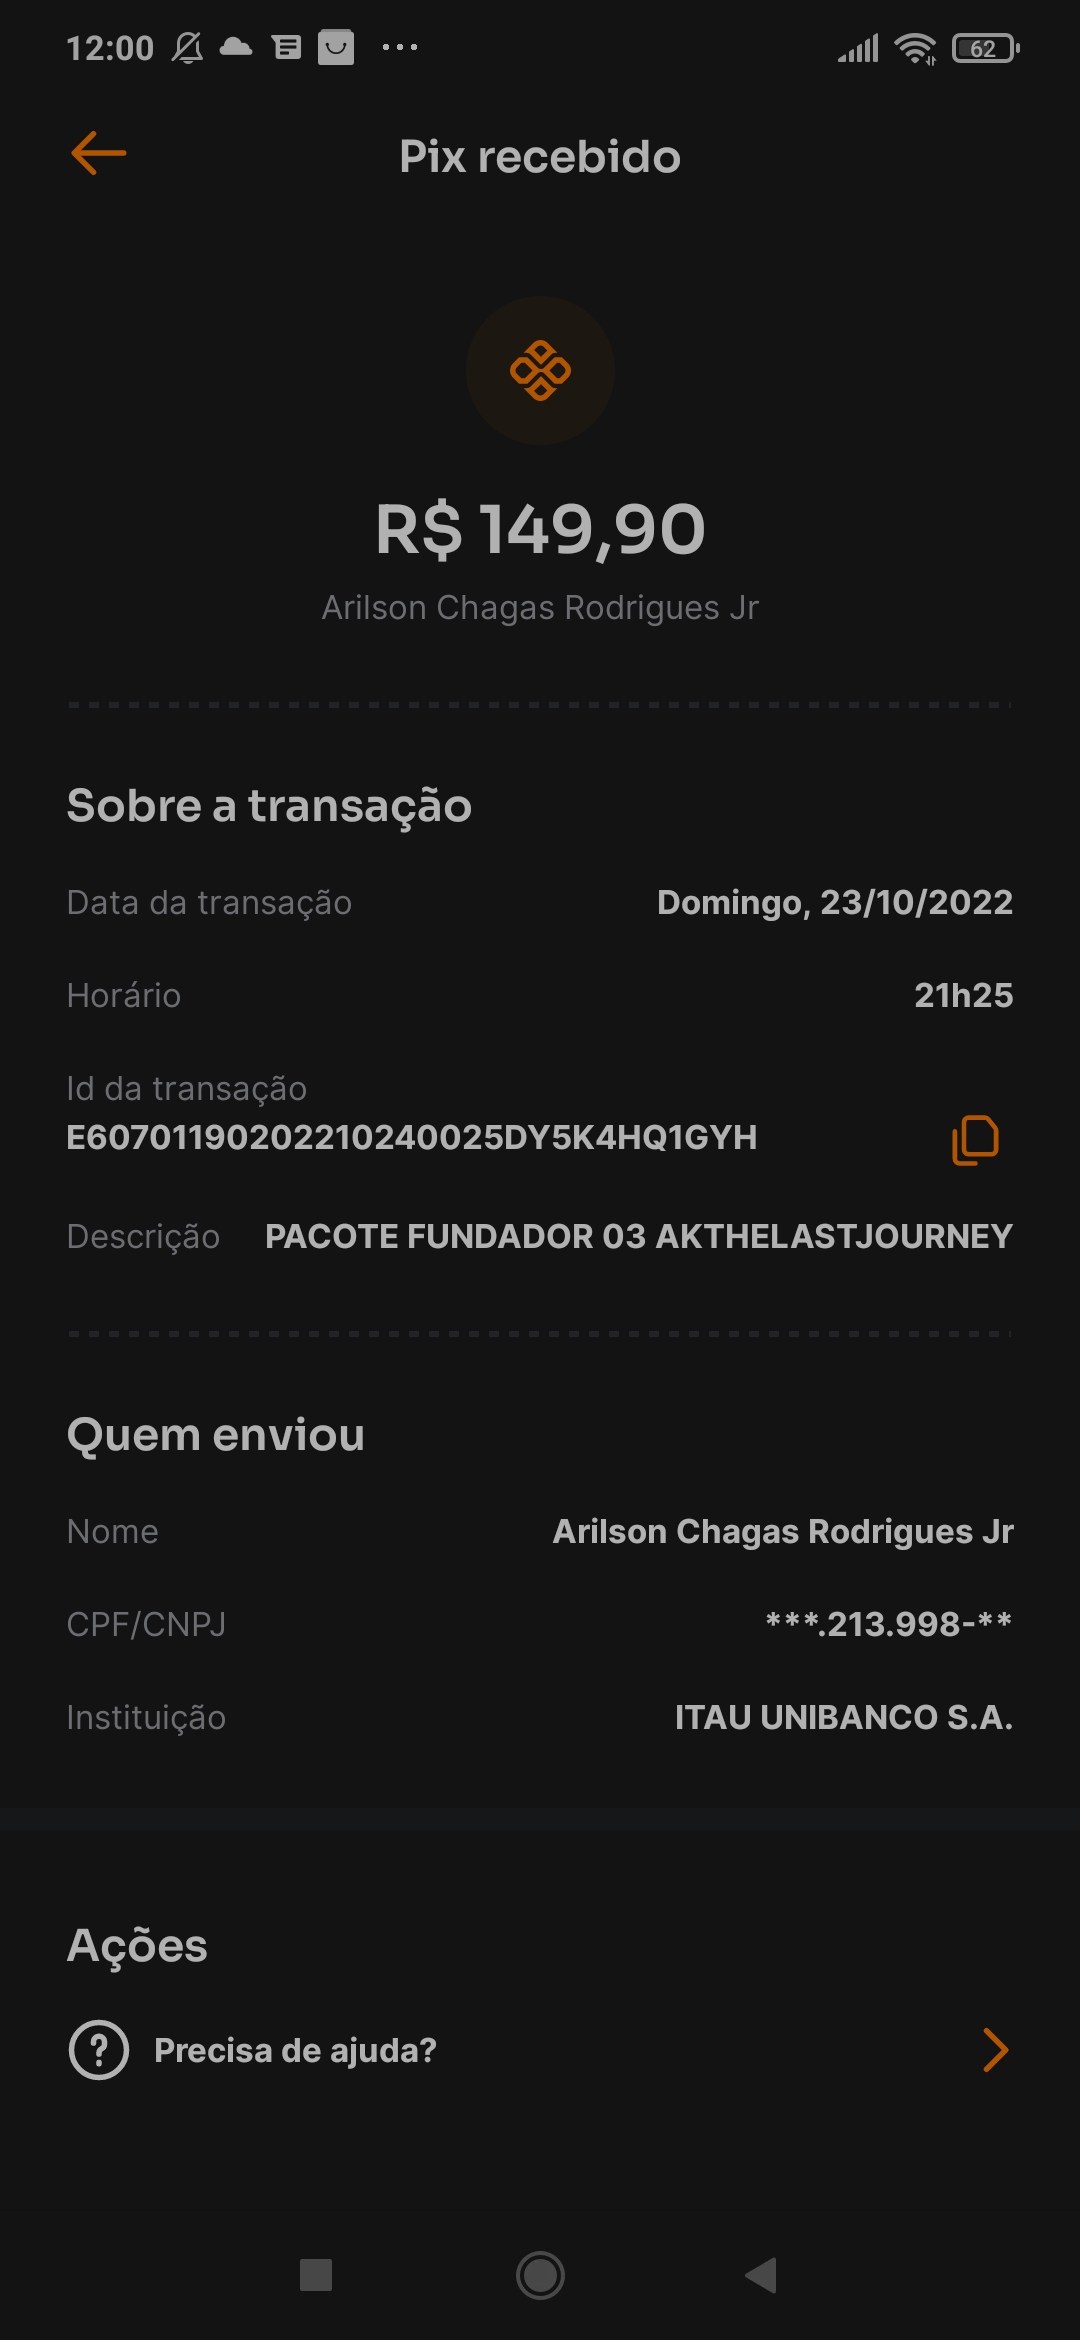 12:00
62
Pix recebido
R$ 149,90
Arilson Chagas Rodrigues Jr
Sobre a transação
Data da transação Domingo, 23/10/2022
Horário 21h25
Id da transação
E60701190202210240025DY5K4HQ1GYH
Descrição PACOTE FUNDADOR 03 AKTHELASTJOURNEY
Quem enviou
Nome Arilson Chagas Rodrigues Jr
CPF/CNPJ ***.213.998-**
Instituição ITAU UNIBANCO S.A.
Ações
Precisa de ajuda?